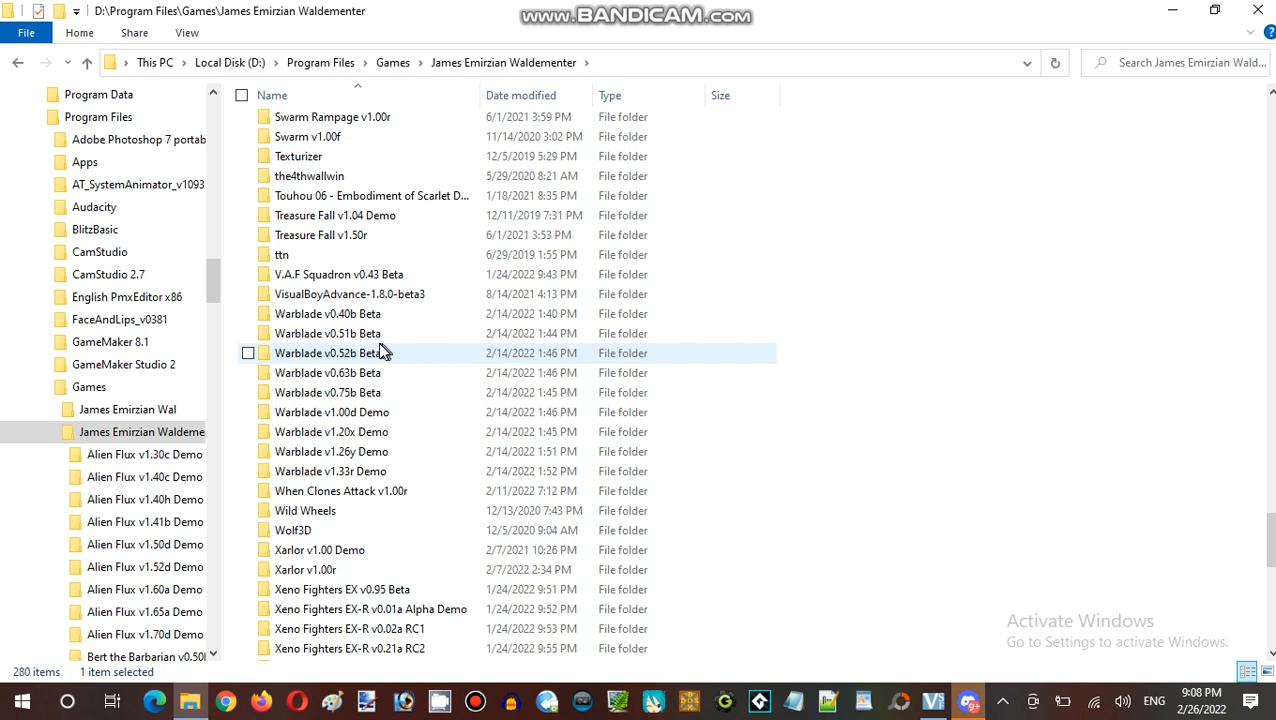 D:\Program Files\Games\James Emirzian Waldementer
www.BANDICAM.com
File Home Share View
This PC Local Disk (D:) Program Files Games James Emirzian Waldementer
Search James Emirzian Wald...
Program Data
Program Files
Adobe Photoshop 7 portab
Apps
AT_SystemAnimator_v1093
Audacity
BlitzBasic
CamStudio
CamStudio 2.7
English PmxEditor x86
FaceAndLips_v0381
GameMaker 8.1
GameMaker Studio 2
Games
James Emirzian Wal
James Emirzian Waldeme
Alien Flux v1.30c Demo
Alien Flux v1.40c Demo
Alien Flux v1.40h Demo
Alien Flux v1.41b Demo
Alien Flux v1.50d Demo
Alien Flux v1.52d Demo
Alien Flux v1.60a Demo
Alien Flux v1.65a Demo
Alien Flux v1.70d Demo
Bert the Barbarian v0.50l
Name Date modified Type Size
Swarm Rampage v1.00r 6/1/2021 3:59 PM File folder
Swarm v1.00f 11/14/2020 3:02 PM File folder
Texturizer 12/5/2019 5:29 PM File folder
the4thwallwin 5/29/2020 8:21 AM File folder
Touhou 06 - Embodiment of Scarlet D... 1/18/2021 8:35 PM File folder
Treasure Fall v1.04 Demo 12/11/2019 7:31 PM File folder
Treasure Fall v1.50r 6/1/2021 3:53 PM File folder
ttn 6/29/2019 1:55 PM File folder
V.A.F Squadron v0.43 Beta 1/24/2022 9:43 PM File folder
VisualBoyAdvance-1.8.0-beta3 8/14/2021 4:13 PM File folder
Warblade v0.40b Beta 2/14/2022 1:40 PM File folder
Warblade v0.51b Beta 2/14/2022 1:44 PM File folder
Warblade v0.52b Beta 2/14/2022 1:46 PM File folder
Warblade v0.63b Beta 2/14/2022 1:46 PM File folder
Warblade v0.75b Beta 2/14/2022 1:45 PM File folder
Warblade v1.00d Demo 2/14/2022 1:46 PM File folder
Warblade v1.20x Demo 2/14/2022 1:45 PM File folder
Warblade v1.26y Demo 2/14/2022 1:51 PM File folder
Warblade v1.33r Demo 2/14/2022 1:52 PM File folder
When Clones Attack v1.00r 2/11/2022 7:12 PM File folder
Wild Wheels 12/13/2020 7:43 PM File folder
Wolf3D 12/5/2020 9:04 AM File folder
Xarlor v1.00 Demo 2/7/2021 10:26 PM File folder
Xarlor v1.00r 2/7/2022 2:34 PM File folder
Xeno Fighters EX v0.95 Beta 1/24/2022 9:52 PM File folder
Xeno Fighters EX-R v0.01a Alpha Demo 1/24/2022 9:52 PM File folder
Xeno Fighters EX-R v0.02a RC1 1/24/2022 9:53 PM File folder
Xeno Fighters EX-R v0.21a RC2 1/24/2022 9:55 PM File folder
Activate Windows
Go to Settings to activate Windows.
280 items 1 item selected
ENG
9:08 PM
2/26/2022